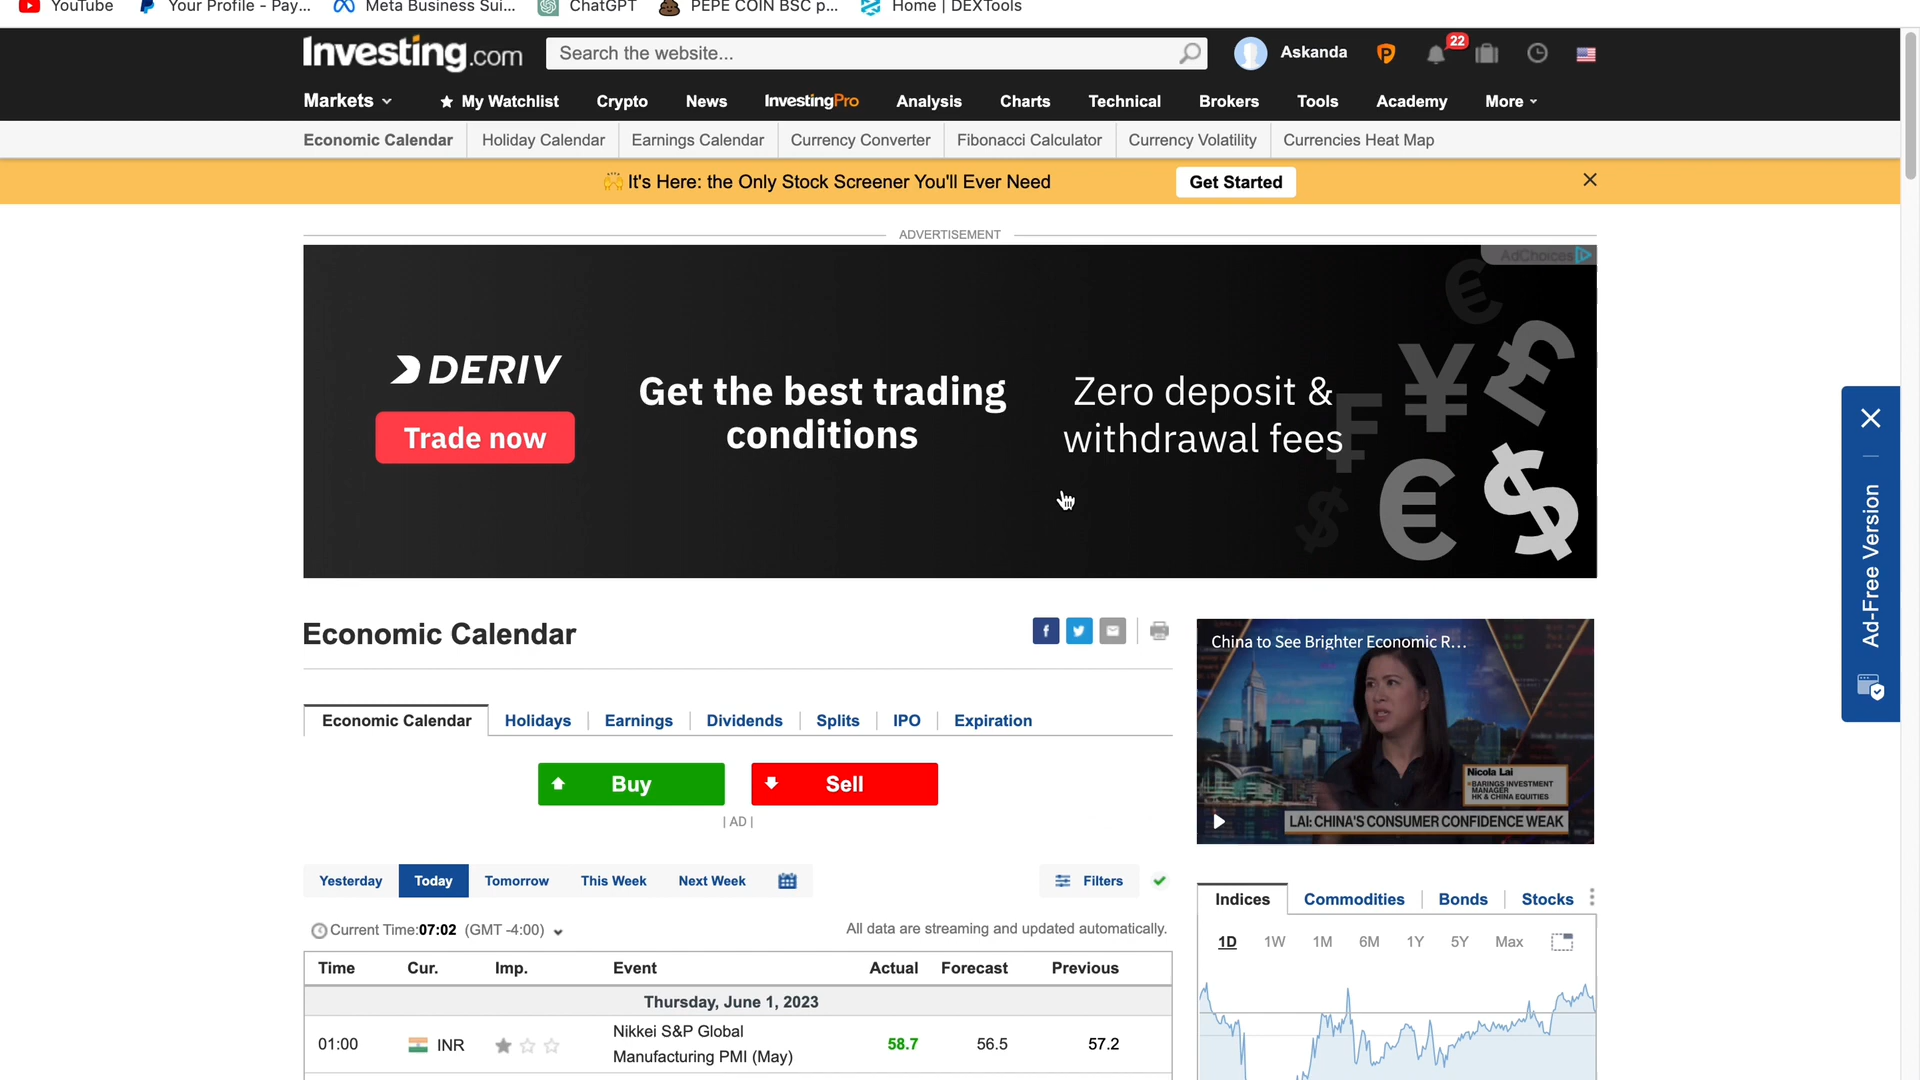 YouTube Your Profile - Pay... Meta Business Sui... ChatGPT PEPE COIN BSC p... Home | DEXTools
Investing.com Search the website... Askanda 22
Markets My Watchlist Crypto News InvestingPro Analysis Charts Technical Brokers Tools Academy More
Economic Calendar Holiday Calendar Earnings Calendar Currency Converter Fibonacci Calculator Currency Volatility Currencies Heat Map
🙌 It's Here: the Only Stock Screener You'll Ever Need Get Started
ADVERTISEMENT
AdChoices
DERIV
Trade now
Get the best trading
conditions
Zero deposit &
withdrawal fees
Ad-Free Version
Economic Calendar
Economic Calendar Holidays Earnings Dividends Splits IPO Expiration
Buy Sell
| AD |
China to See Brighter Economic R...
Nicola Lai
BARINGS INVESTMENT
MANAGER
HK & CHINA EQUITIES
LAI: CHINA'S CONSUMER CONFIDENCE WEAK
Yesterday Today Tomorrow This Week Next Week Filters
Current Time:07:02 (GMT -4:00) All data are streaming and updated automatically.
Time Cur. Imp. Event Actual Forecast Previous
Thursday, June 1, 2023
01:00 INR Nikkei S&P Global
Manufacturing PMI (May) 58.7 56.5 57.2
Indices Commodities Bonds Stocks
1D 1W 1M 6M 1Y 5Y Max